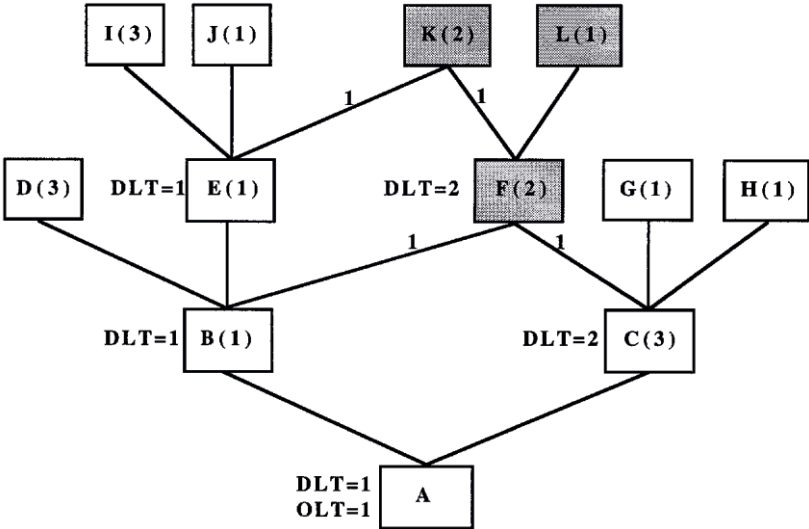 I(3) J(1) K(2) L(1)
1 1
D(3) DLT=1 E(1) DLT=2 F(2) G(1) H(1)
1 1
DLT=1 B(1) DLT=2 C(3)
DLT=1
OLT=1 A